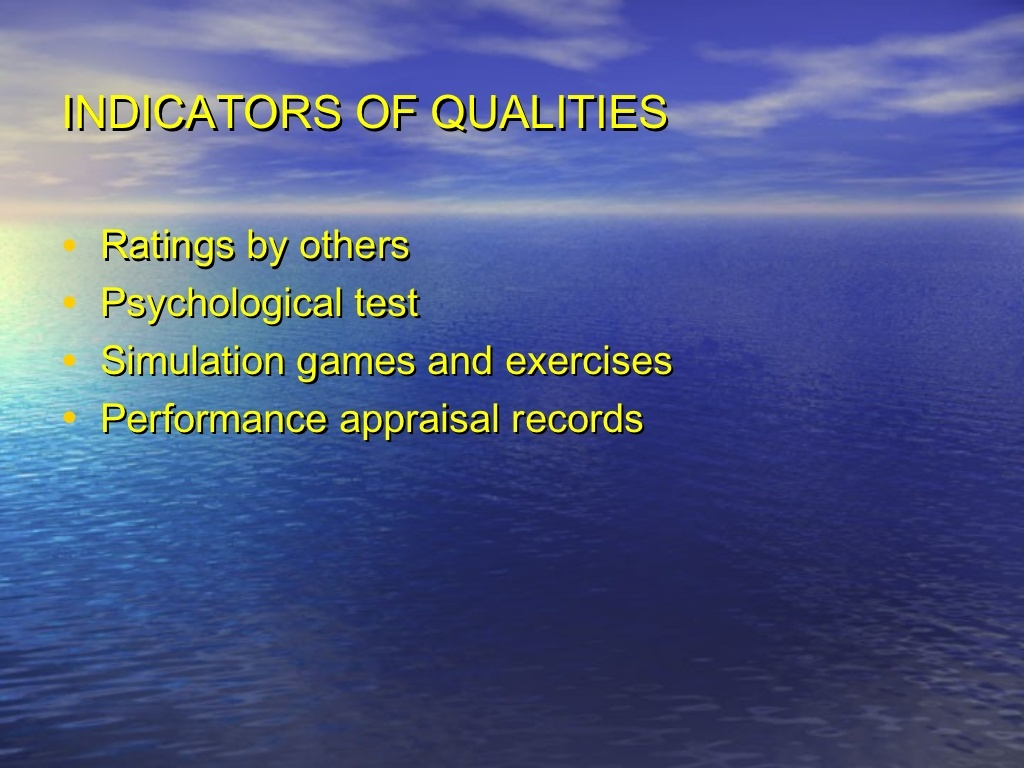 INDICATORS OF QUALITIES
• Ratings by others
• Psychological test
• Simulation games and exercises
• Performance appraisal records